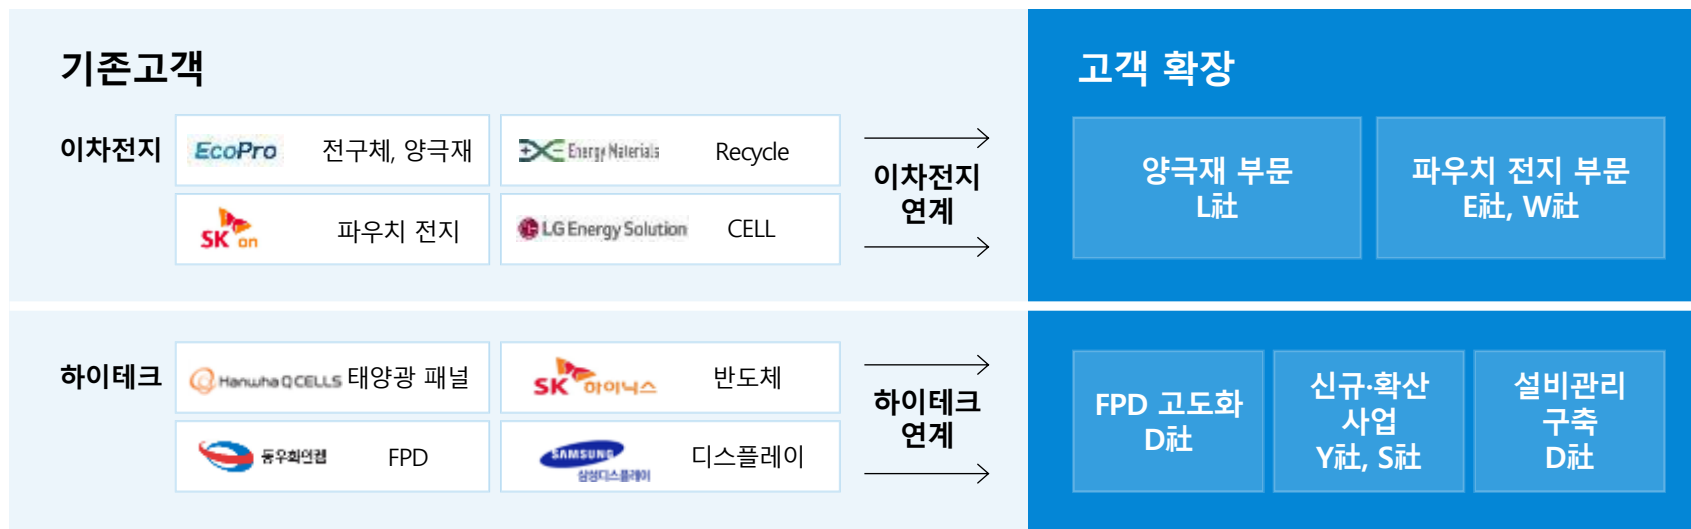 기존고객
이차전지
EcoPro 전구체, 양극재
Energy Materials Recycle
SK on 파우치 전지
LG Energy Solution CELL
이차전지
연계
고객 확장
양극재 부문
L社
파우치 전지 부문
E社, W社
하이테크
Hanwha Q CELLS 태양광 패널
SK 하이닉스 반도체
동우화인켐 FPD
SAMSUNG
삼성디스플레이
디스플레이
하이테크
연계
FPD 고도화
D社
신규·확산
사업
Y社, S社
설비관리
구축
D社